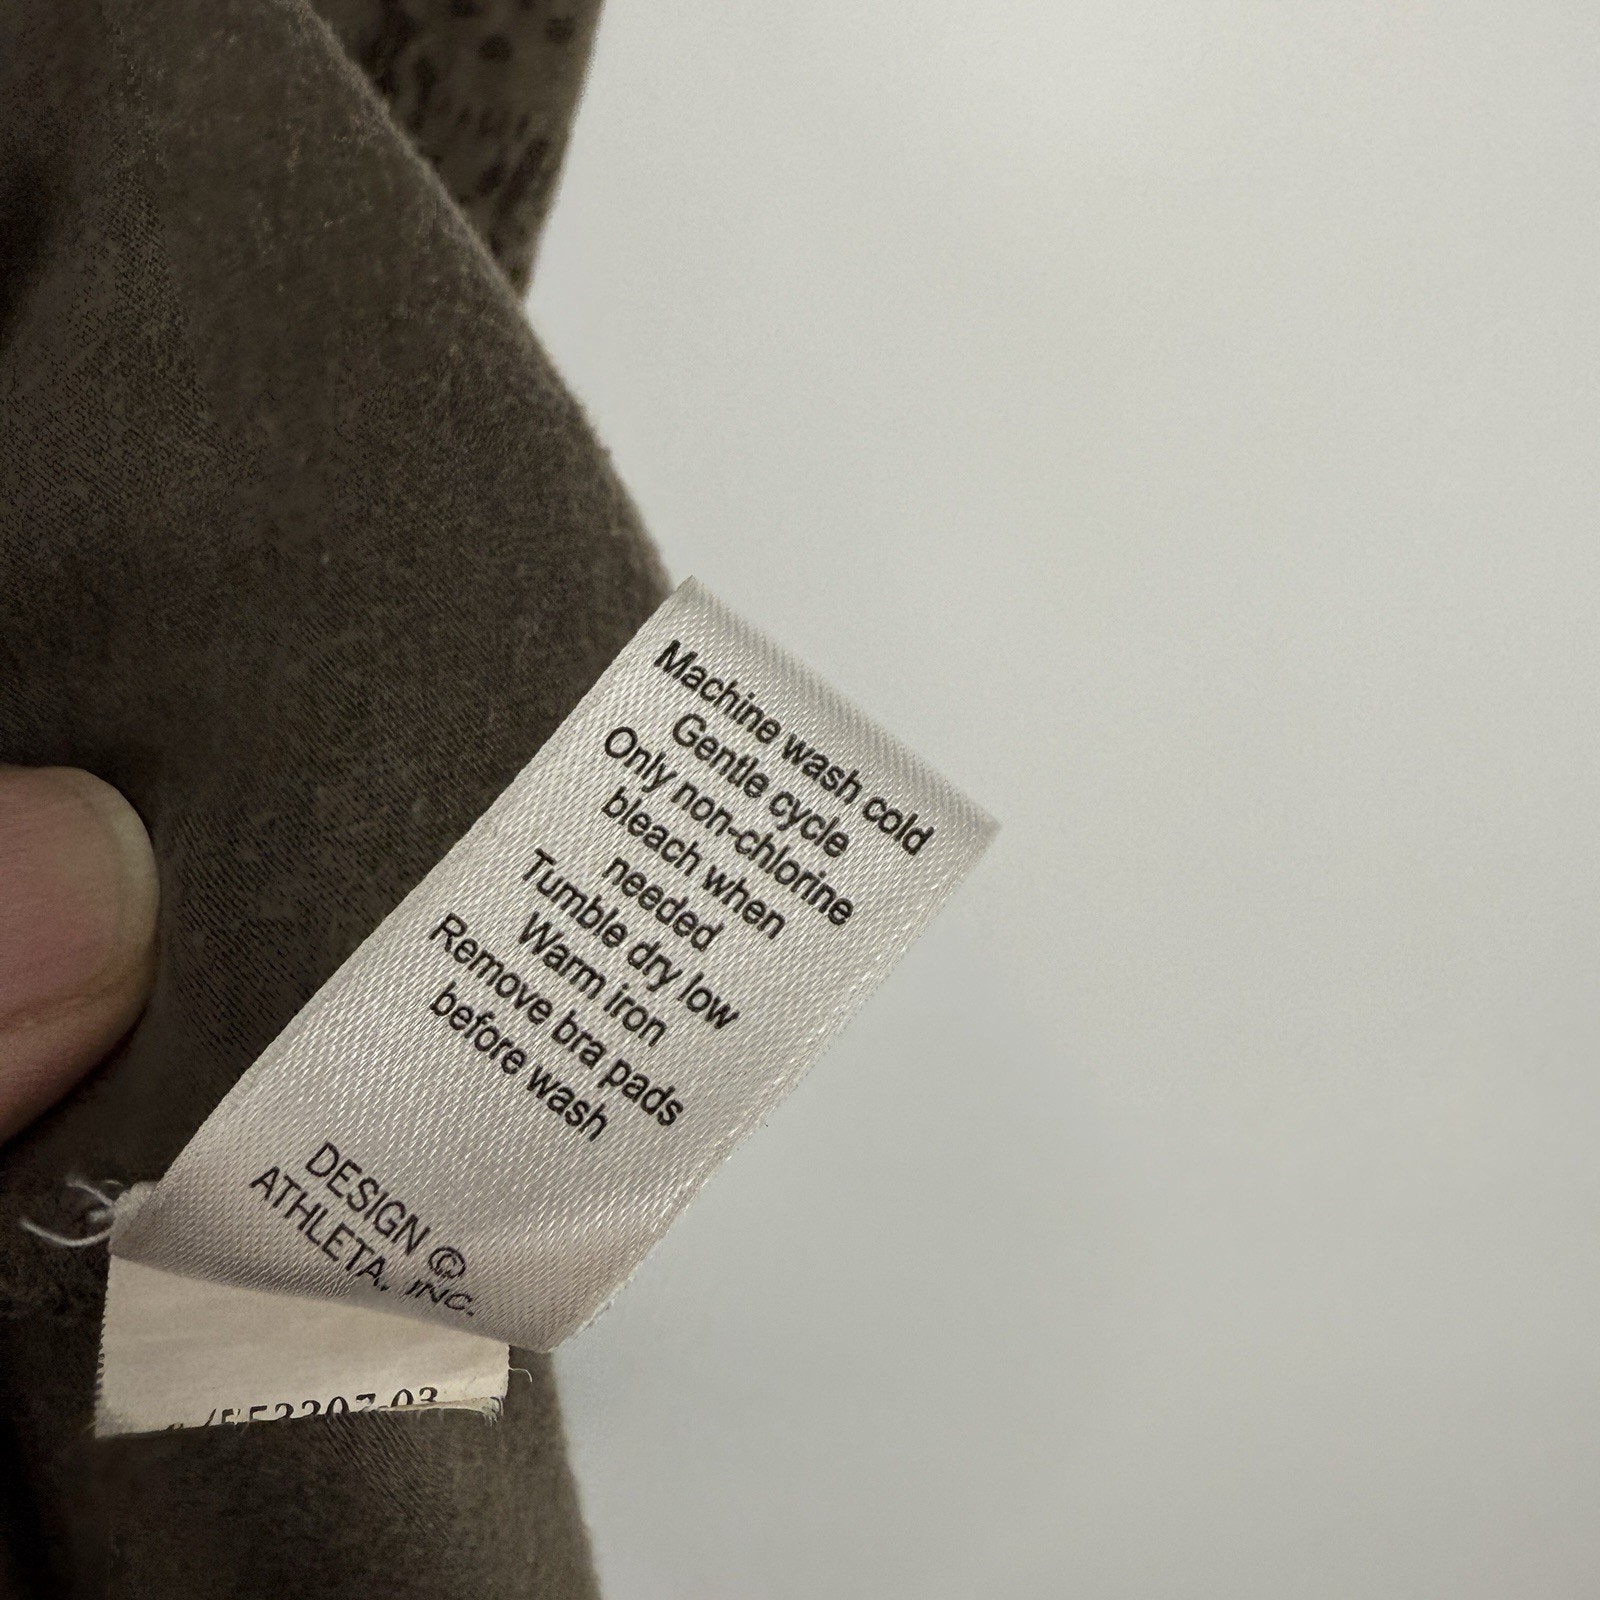 Machine wash cold
Gentle cycle
Only non-chlorine
bleach when
needed
Tumble dry low
Warm iron
Remove bra pads
before wash
DESIGN ©
ATHLETA, INC.